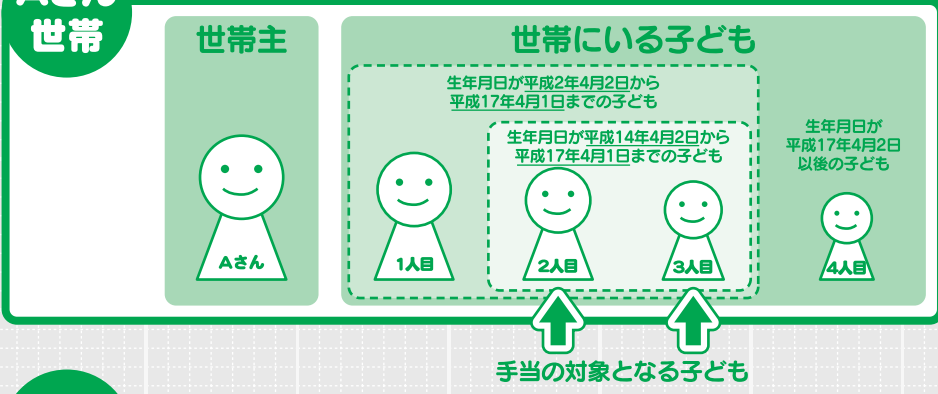 Aさん
世帯
世帯主
世帯にいる子ども
生年月日が平成2年4月2日から
平成17年4月1日までの子ども
生年月日が平成14年4月2日から
平成17年4月1日までの子ども
生年月日が
平成17年4月2日
以後の子ども
Aさん
1人目
2人目
3人目
4人目
手当の対象となる子ども